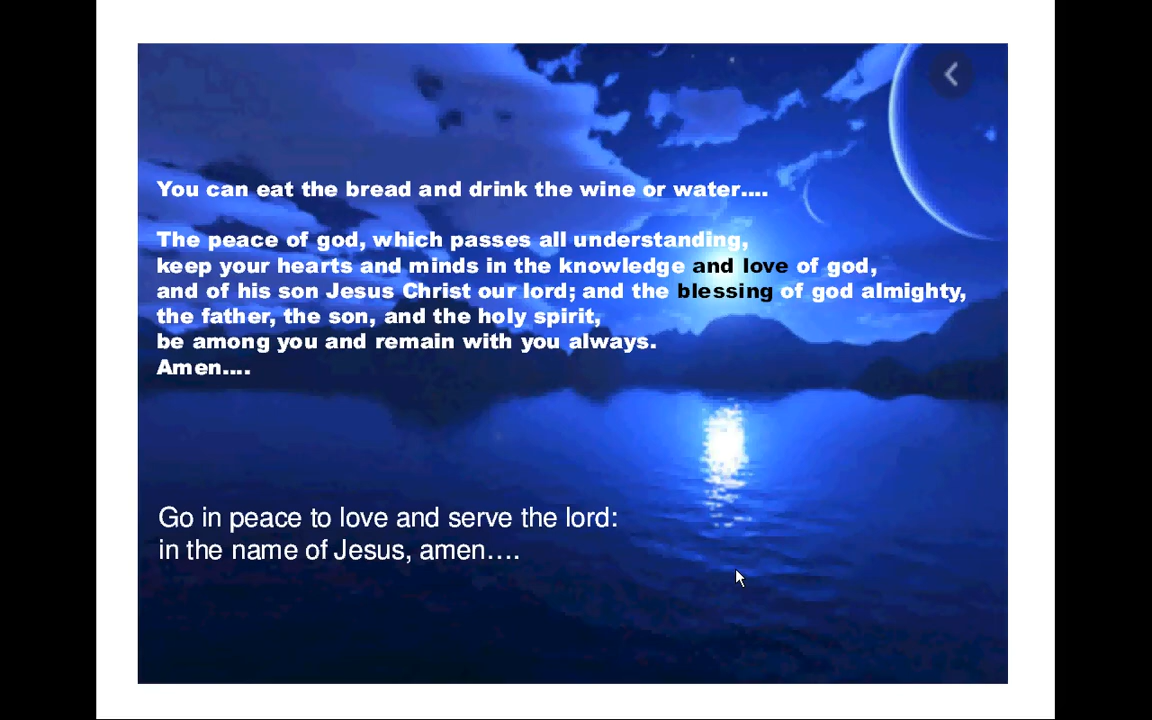 You can eat the bread and drink the wine or water....
The peace of god, which passes all understanding,
keep your hearts and minds in the knowledge and love of god,
and of his son Jesus Christ our lord; and the blessing of god almighty,
the father, the son, and the holy spirit,
be among you and remain with you always.
Amen....
Go in peace to love and serve the lord:
in the name of Jesus, amen….